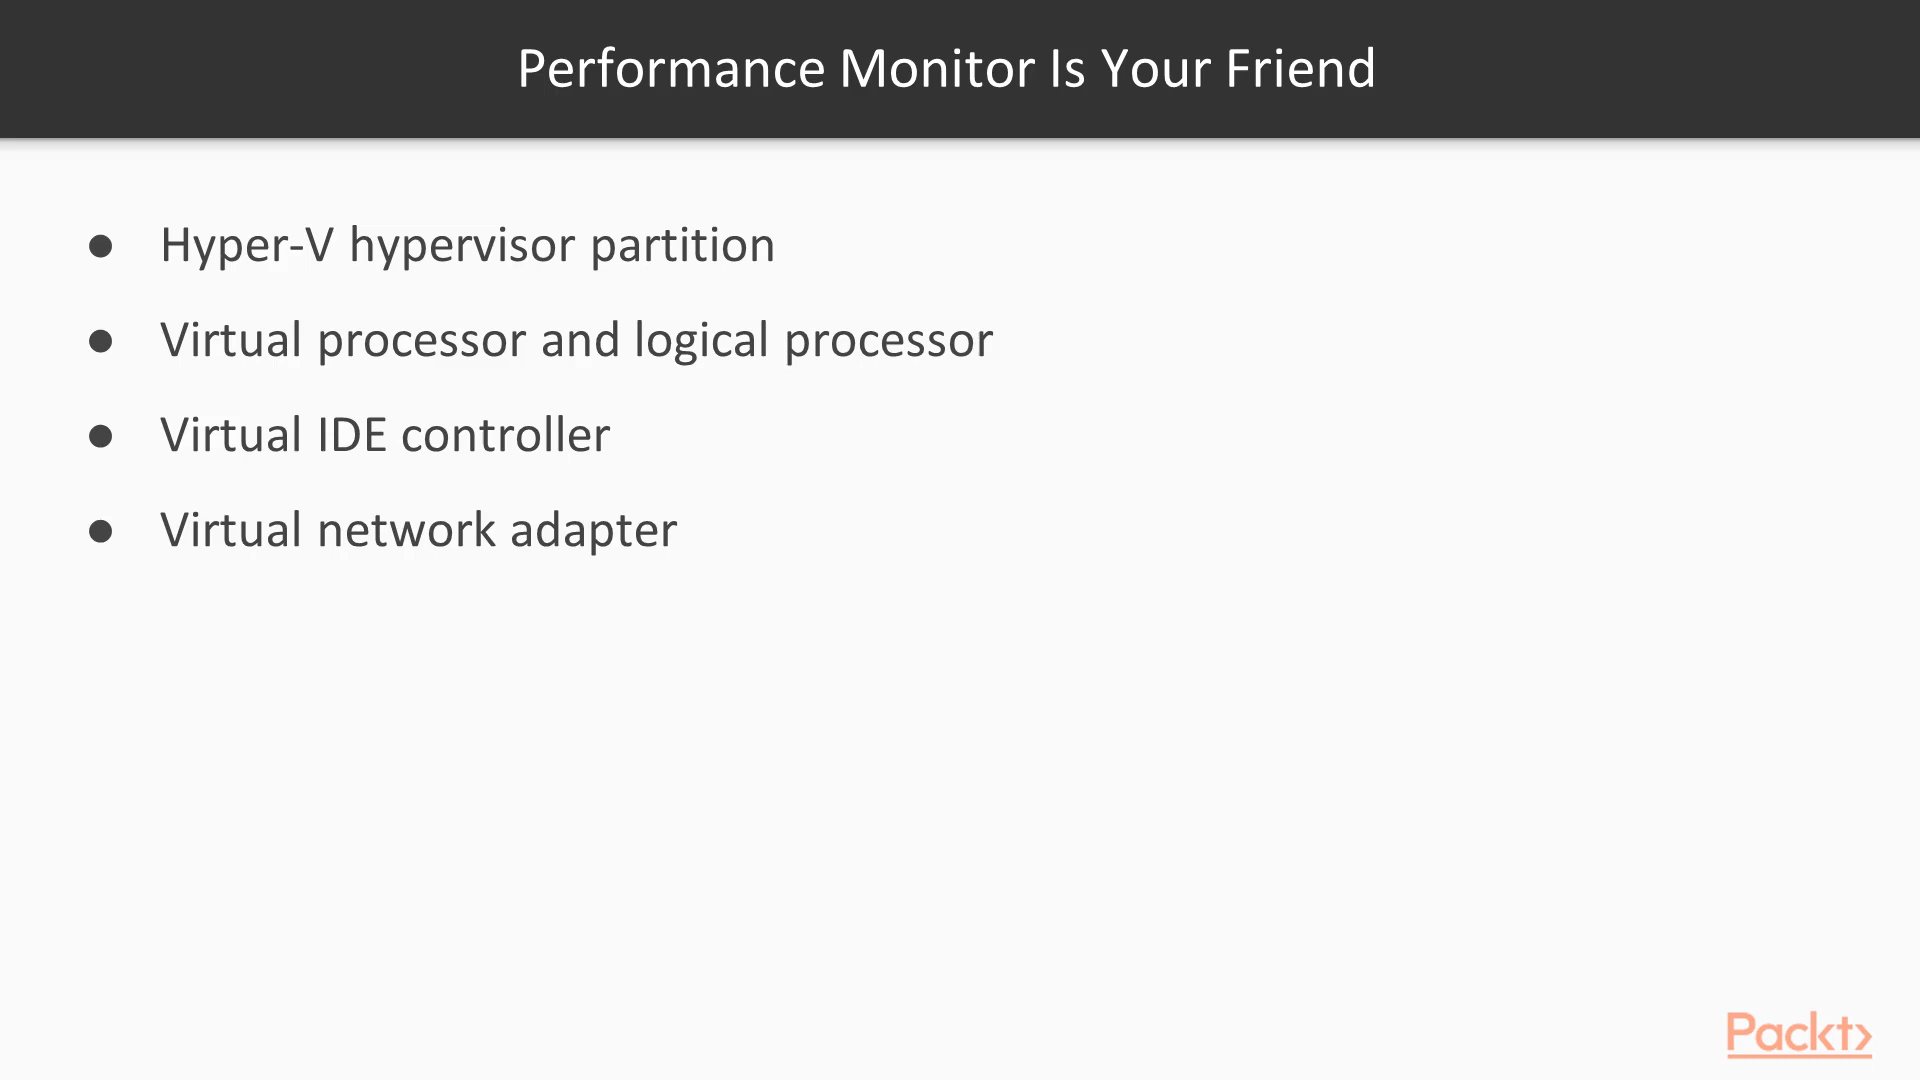 Performance Monitor Is Your Friend
● Hyper-V hypervisor partition
● Virtual processor and logical processor
● Virtual IDE controller
● Virtual network adapter
Packt>